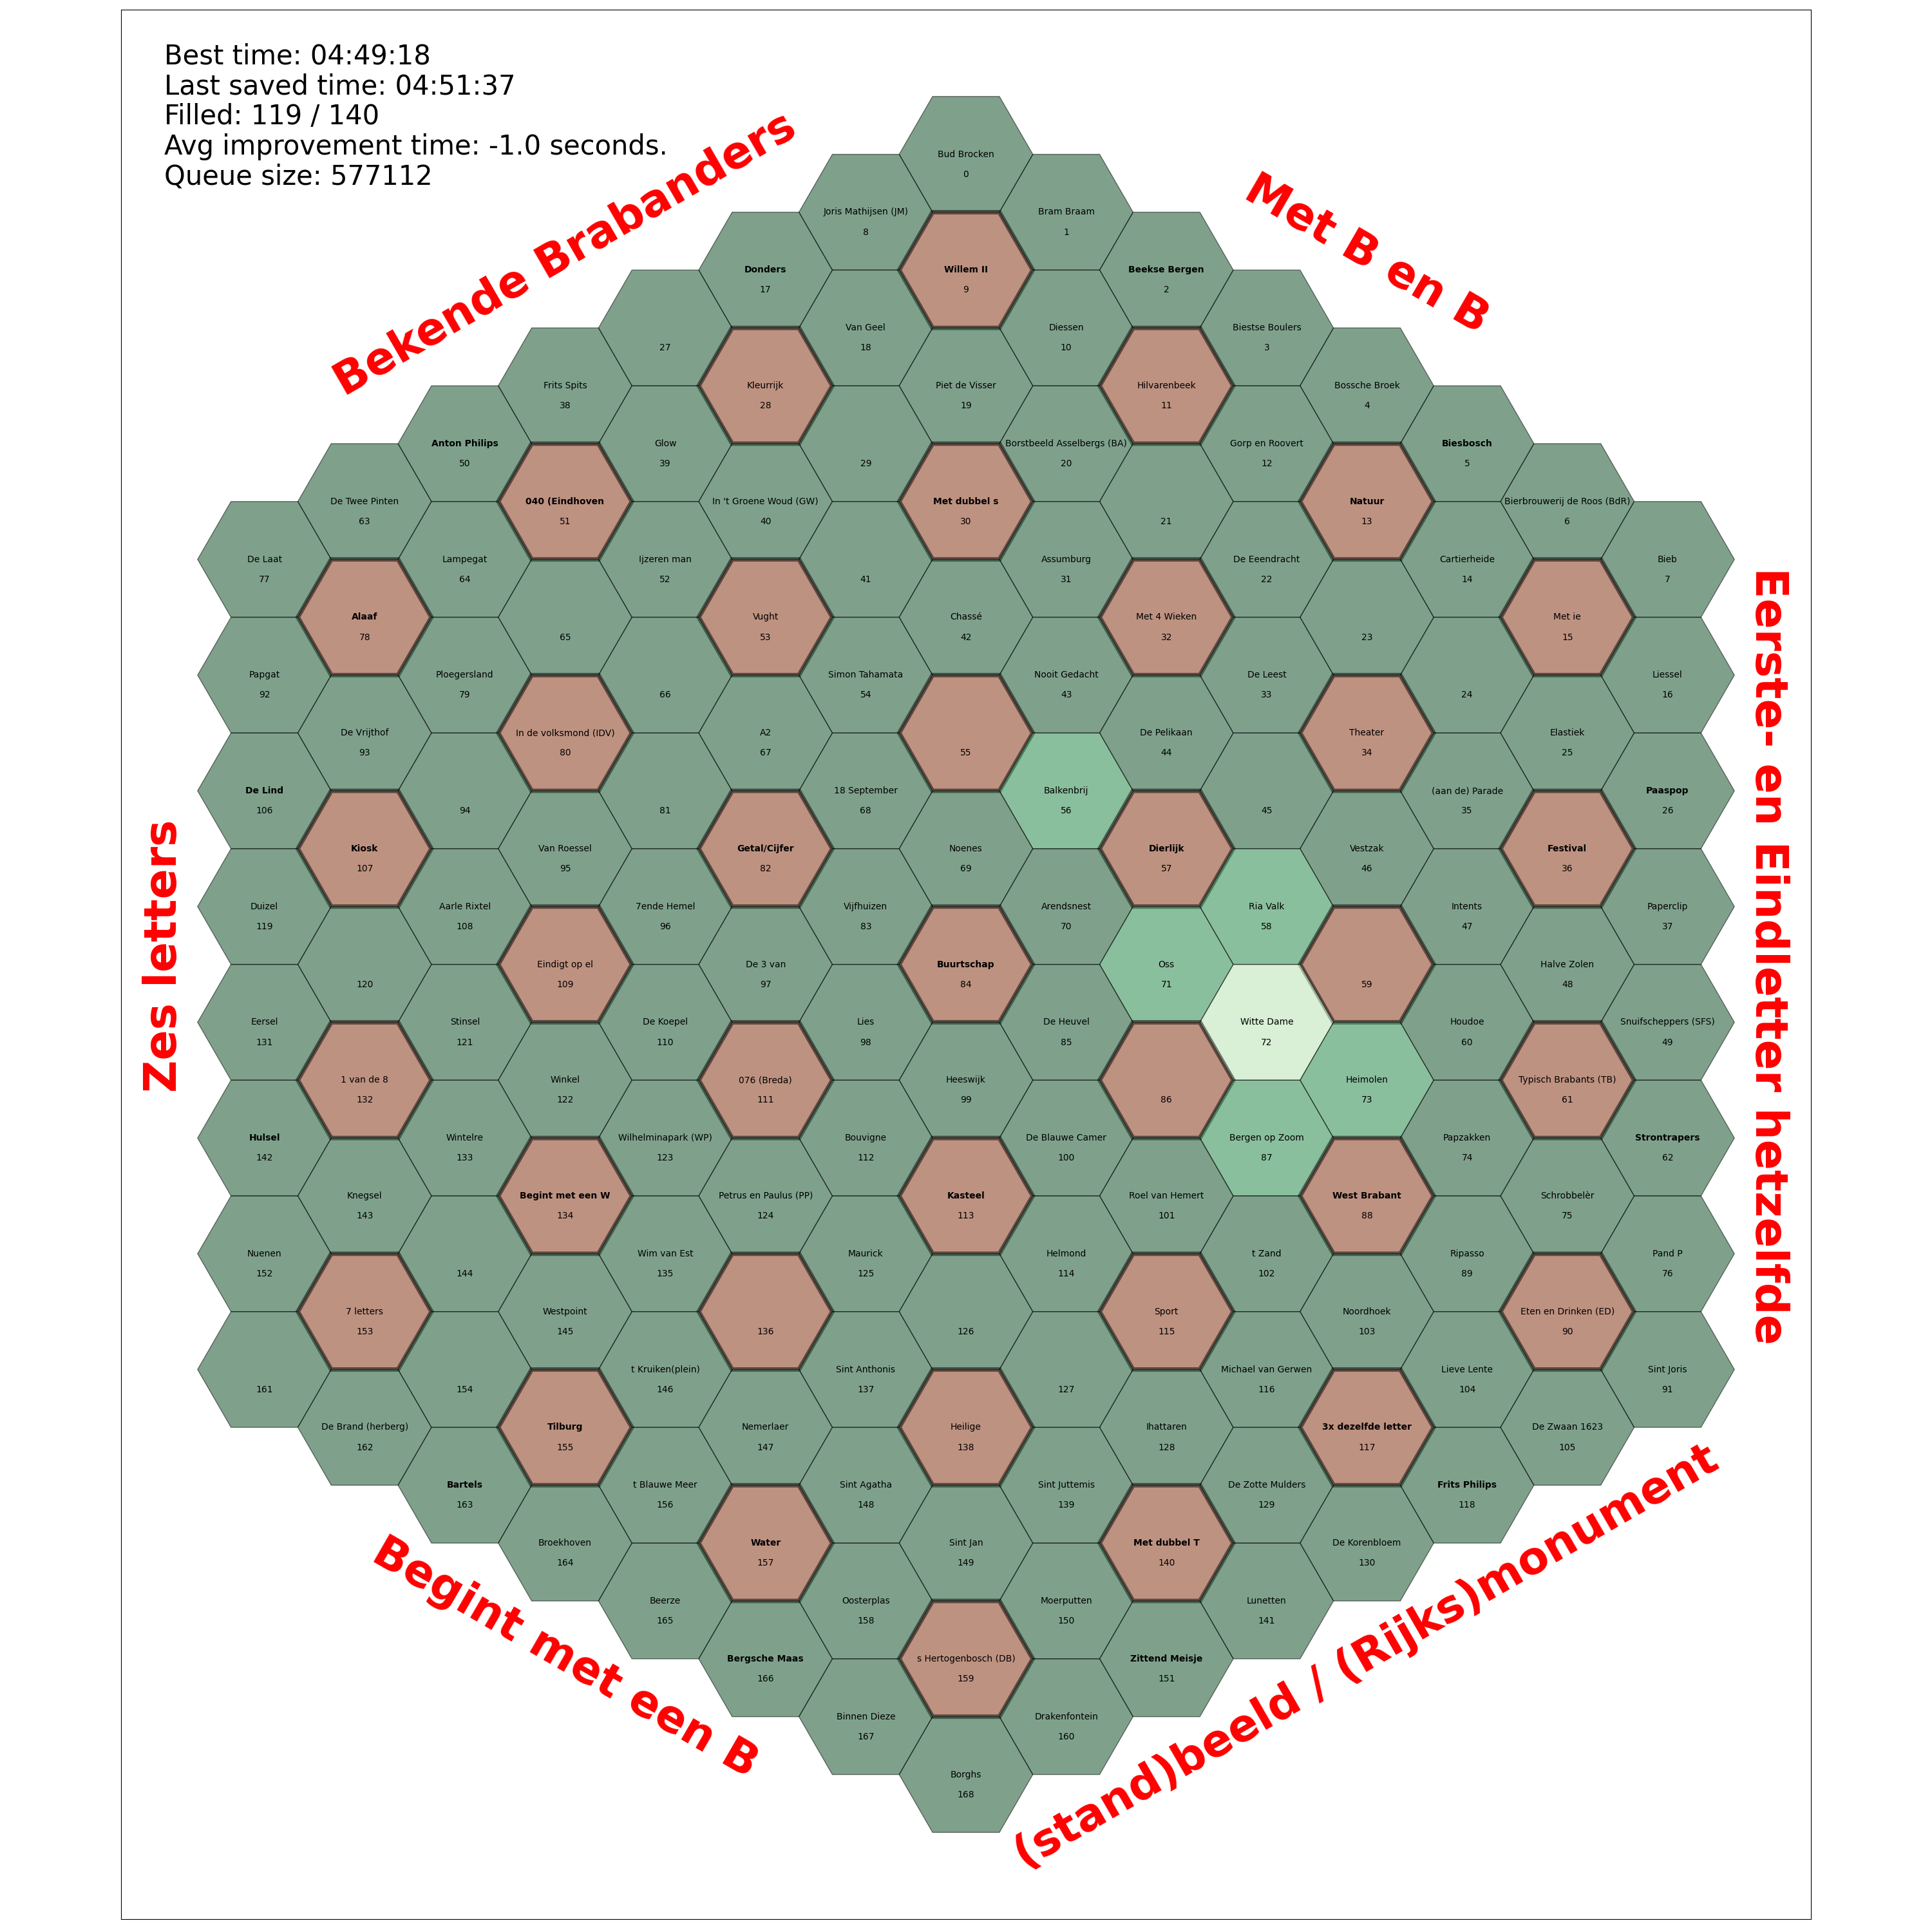 Best time: 04:49:18
Last saved time: 04:51:37
Filled: 119 / 140
Avg improvement time: -1.0 seconds.
Queue size: 577112
Bekende Brabanders
Met B en B
Eerste- en Eindletter hetzelfde
(stand)beeld / (Rijks)monument
Begint met een B
Zes letters
Bud Brocken
0
Bram Braam
1
Beekse Bergen
2
Biestse Boulers
3
Bossche Broek
4
Biesbosch
5
Bierbrouwerij de Roos (BdR)
6
Bieb
7
Joris Mathijsen (JM)
8
Willem II
9
Diessen
10
Hilvarenbeek
11
Gorp en Roovert
12
Natuur
13
Cartierheide
14
Met ie
15
Liessel
16
Donders
17
Van Geel
18
Piet de Visser
19
Borstbeeld Asselbergs (BA)
20
21
De Eeendracht
22
23
24
Elastiek
25
Paaspop
26
27
Kleurrijk
28
29
Met dubbel s
30
Assumburg
31
Met 4 Wieken
32
De Leest
33
Theater
34
(aan de) Parade
35
Festival
36
Paperclip
37
Frits Spits
38
Glow
39
In 't Groene Woud (GW)
40
41
Chassé
42
Nooit Gedacht
43
De Pelikaan
44
45
Vestzak
46
Intents
47
Halve Zolen
48
Snuifscheppers (SFS)
49
Anton Philips
50
040 (Eindhoven
51
Ijzeren man
52
Vught
53
Simon Tahamata
54
55
Balkenbrij
56
Dierlijk
57
Ria Valk
58
59
Houdoe
60
Typisch Brabants (TB)
61
Strontrapers
62
De Twee Pinten
63
Lampegat
64
65
66
A2
67
18 September
68
Noenes
69
Arendsnest
70
Oss
71
Witte Dame
72
Heimolen
73
Papzakken
74
Schrobbelèr
75
Pand P
76
De Laat
77
Alaaf
78
Ploegersland
79
In de volksmond (IDV)
80
81
Getal/Cijfer
82
Vijfhuizen
83
Buurtschap
84
De Heuvel
85
86
Bergen op Zoom
87
West Brabant
88
Ripasso
89
Eten en Drinken (ED)
90
Sint Joris
91
Papgat
92
De Vrijthof
93
94
Van Roessel
95
7ende Hemel
96
De 3 van
97
Lies
98
Heeswijk
99
De Blauwe Camer
100
Roel van Hemert
101
t Zand
102
Noordhoek
103
Lieve Lente
104
De Zwaan 1623
105
De Lind
106
Kiosk
107
Aarle Rixtel
108
Eindigt op el
109
De Koepel
110
076 (Breda)
111
Bouvigne
112
Kasteel
113
Helmond
114
Sport
115
Michael van Gerwen
116
3x dezelfde letter
117
Frits Philips
118
Duizel
119
120
Stinsel
121
Winkel
122
Wilhelminapark (WP)
123
Petrus en Paulus (PP)
124
Maurick
125
126
127
Ihattaren
128
De Zotte Mulders
129
De Korenbloem
130
Eersel
131
1 van de 8
132
Wintelre
133
Begint met een W
134
Wim van Est
135
136
Sint Anthonis
137
Heilige
138
Sint Juttemis
139
Met dubbel T
140
Lunetten
141
Hulsel
142
Knegsel
143
144
Westpoint
145
t Kruiken(plein)
146
Nemerlaer
147
Sint Agatha
148
Sint Jan
149
Moerputten
150
Zittend Meisje
151
Nuenen
152
7 letters
153
154
Tilburg
155
t Blauwe Meer
156
Water
157
Oosterplas
158
s Hertogenbosch (DB)
159
Drakenfontein
160
161
De Brand (herberg)
162
Bartels
163
Broekhoven
164
Beerze
165
Bergsche Maas
166
Binnen Dieze
167
Borghs
168